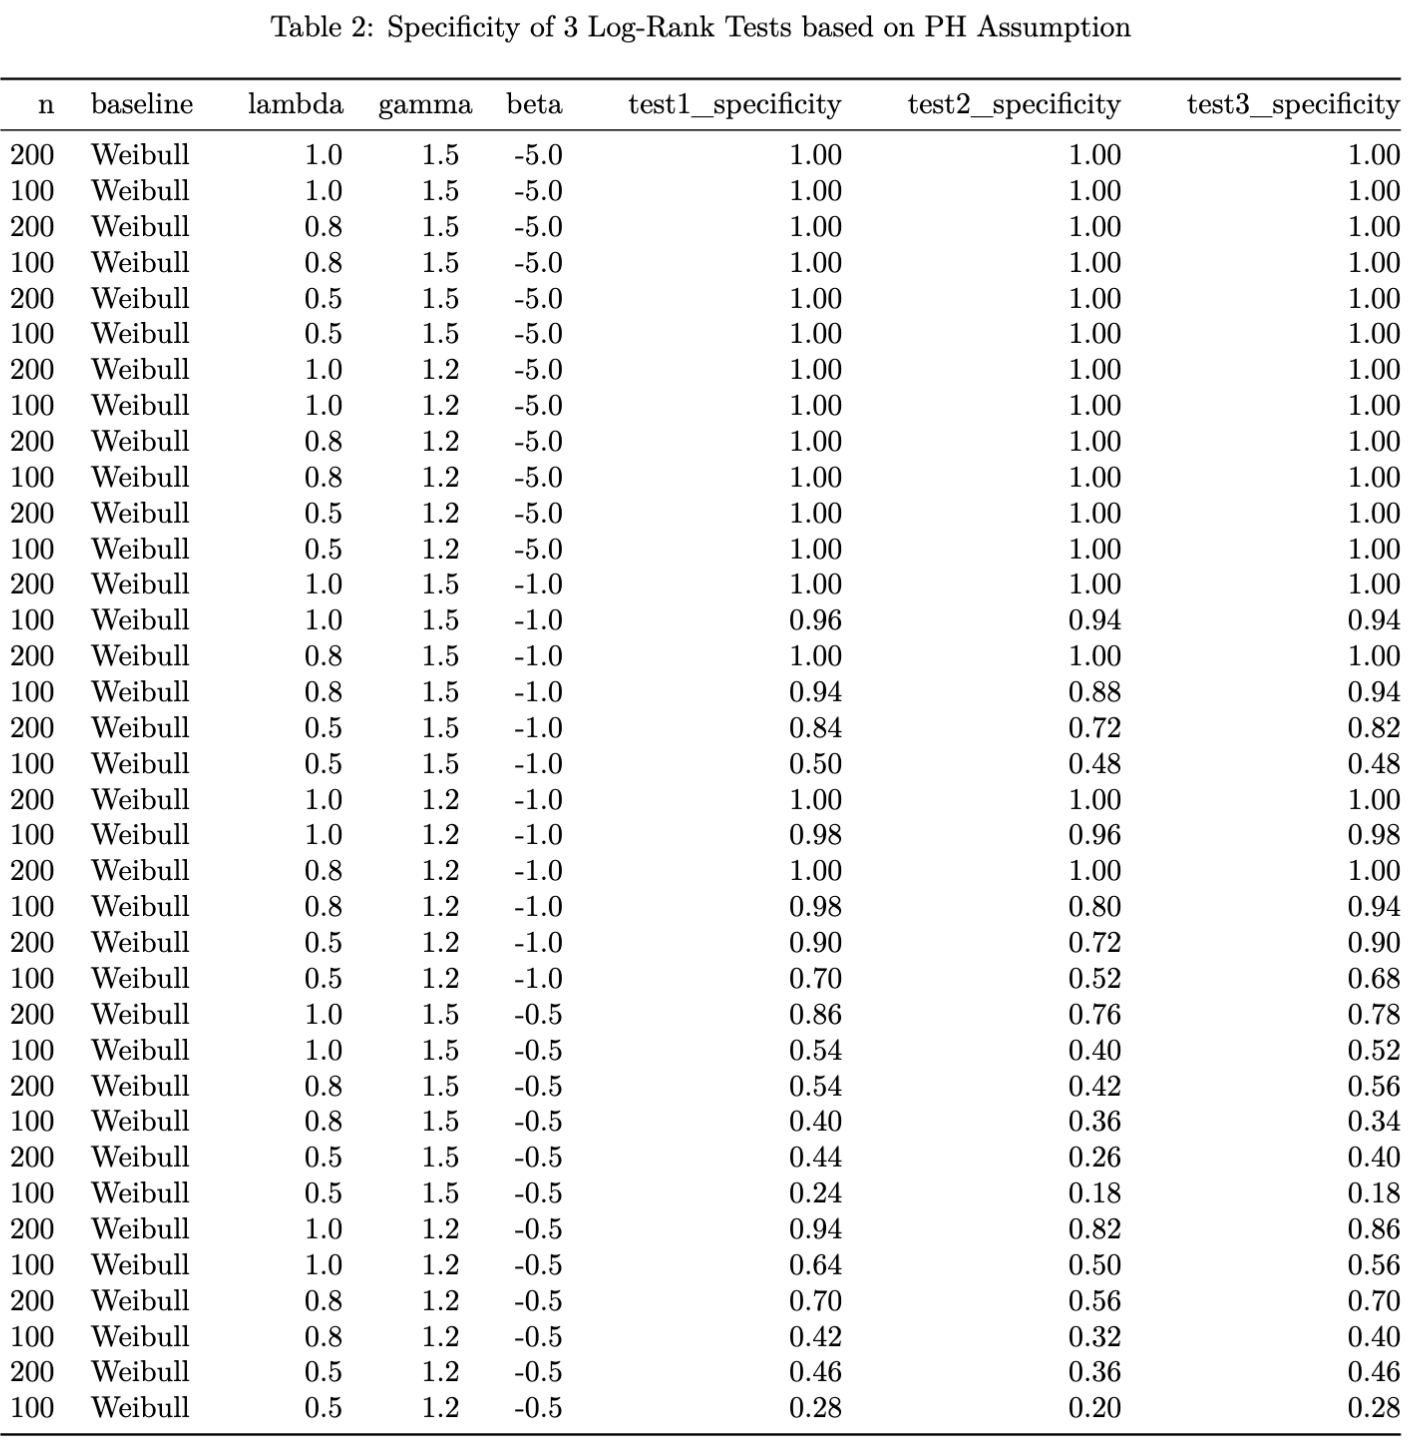 Table 2: Specificity of 3 Log-Rank Tests based on PH Assumption
n baseline lambda gamma beta test1_specificity test2_specificity test3_specificity
200 Weibull 1.0 1.5 -5.0 1.00 1.00 1.00
100 Weibull 1.0 1.5 -5.0 1.00 1.00 1.00
200 Weibull 0.8 1.5 -5.0 1.00 1.00 1.00
100 Weibull 0.8 1.5 -5.0 1.00 1.00 1.00
200 Weibull 0.5 1.5 -5.0 1.00 1.00 1.00
100 Weibull 0.5 1.5 -5.0 1.00 1.00 1.00
200 Weibull 1.0 1.2 -5.0 1.00 1.00 1.00
100 Weibull 1.0 1.2 -5.0 1.00 1.00 1.00
200 Weibull 0.8 1.2 -5.0 1.00 1.00 1.00
100 Weibull 0.8 1.2 -5.0 1.00 1.00 1.00
200 Weibull 0.5 1.2 -5.0 1.00 1.00 1.00
100 Weibull 0.5 1.2 -5.0 1.00 1.00 1.00
200 Weibull 1.0 1.5 -1.0 1.00 1.00 1.00
100 Weibull 1.0 1.5 -1.0 0.96 0.94 0.94
200 Weibull 0.8 1.5 -1.0 1.00 1.00 1.00
100 Weibull 0.8 1.5 -1.0 0.94 0.88 0.94
200 Weibull 0.5 1.5 -1.0 0.84 0.72 0.82
100 Weibull 0.5 1.5 -1.0 0.50 0.48 0.48
200 Weibull 1.0 1.2 -1.0 1.00 1.00 1.00
100 Weibull 1.0 1.2 -1.0 0.98 0.96 0.98
200 Weibull 0.8 1.2 -1.0 1.00 1.00 1.00
100 Weibull 0.8 1.2 -1.0 0.98 0.80 0.94
200 Weibull 0.5 1.2 -1.0 0.90 0.72 0.90
100 Weibull 0.5 1.2 -1.0 0.70 0.52 0.68
200 Weibull 1.0 1.5 -0.5 0.86 0.76 0.78
100 Weibull 1.0 1.5 -0.5 0.54 0.40 0.52
200 Weibull 0.8 1.5 -0.5 0.54 0.42 0.56
100 Weibull 0.8 1.5 -0.5 0.40 0.36 0.34
200 Weibull 0.5 1.5 -0.5 0.44 0.26 0.40
100 Weibull 0.5 1.5 -0.5 0.24 0.18 0.18
200 Weibull 1.0 1.2 -0.5 0.94 0.82 0.86
100 Weibull 1.0 1.2 -0.5 0.64 0.50 0.56
200 Weibull 0.8 1.2 -0.5 0.70 0.56 0.70
100 Weibull 0.8 1.2 -0.5 0.42 0.32 0.40
200 Weibull 0.5 1.2 -0.5 0.46 0.36 0.46
100 Weibull 0.5 1.2 -0.5 0.28 0.20 0.28